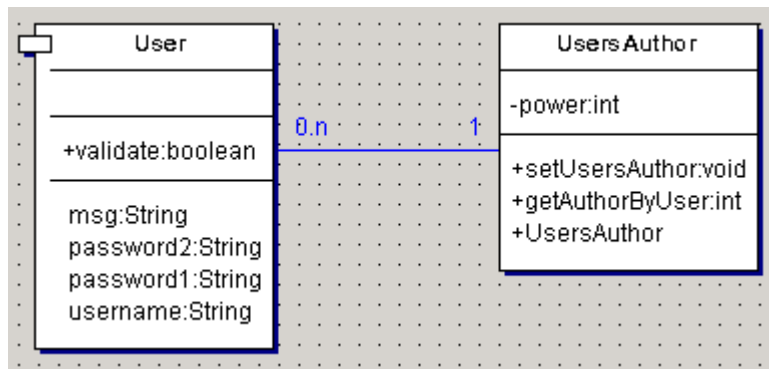 User
+validate:boolean
msg:String
password2:String
password1:String
username:String
0.n
1
UsersAuthor
-power:int
+setUsersAuthor:void
+getAuthorByUser:int
+UsersAuthor